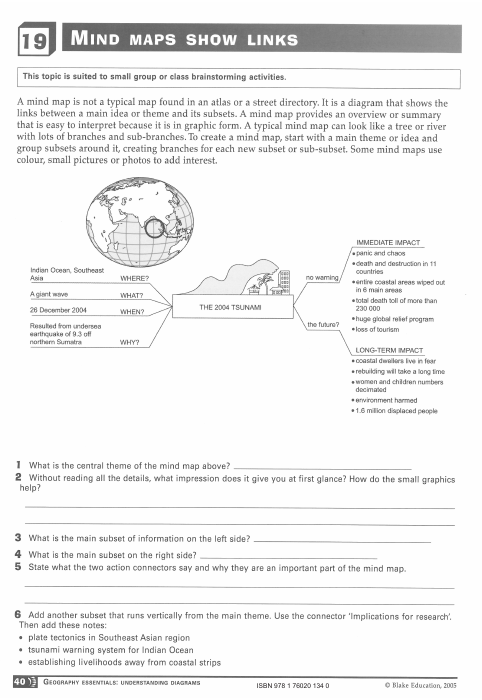 19 MIND MAPS SHOW LINKS
This topic is suited to small group or class brainstorming activities.
A mind map is not a typical map found in an atlas or a street directory. It is a diagram that shows the
links between a main idea or theme and its subsets. A mind map provides an overview or summary
that is easy to interpret because it is in graphic form. A typical mind map can look like a tree or river
with lots of branches and sub-branches. To create a mind map, start with a main theme or idea and
group subsets around it, creating branches for each new subset or sub-subset. Some mind maps use
colour, small pictures or photos to add interest.
Indian Ocean, Southeast
Asia WHERE?
A giant wave WHAT?
26 December 2004 WHEN?
Resulted from undersea
earthquake of 9.3 off
northern Sumatra WHY?
THE 2004 TSUNAMI
no warning
the future?
IMMEDIATE IMPACT
• panic and chaos
• death and destruction in 11
countries
• entire coastal areas wiped out
in 6 main areas
• total death toll of more than
230 000
• huge global relief program
• loss of tourism
LONG-TERM IMPACT
• coastal dwellers live in fear
• rebuilding will take a long time
• women and children numbers
decimated
• environment harmed
• 1.6 million displaced people
1 What is the central theme of the mind map above?
2 Without reading all the details, what impression does it give you at first glance? How do the small graphics
help?
3 What is the main subset of information on the left side?
4 What is the main subset on the right side?
5 State what the two action connectors say and why they are an important part of the mind map.
6 Add another subset that runs vertically from the main theme. Use the connector 'Implications for research'.
Then add these notes:
• plate tectonics in Southeast Asian region
• tsunami warning system for Indian Ocean
• establishing livelihoods away from coastal strips
40 GEOGRAPHY ESSENTIALS: UNDERSTANDING DIAGRAMS
ISBN 978 1 76020 134 0
© Blake Education, 2005